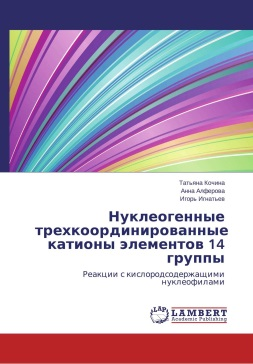 Татьяна Кочина
Анна Алферова
Игорь Игнатьев
Нуклеогенные
трехкоординированные
катионы элементов 14
группы
Реакции с кислородсодержащими
нуклеофилами
LAMBERT
Academic Publishing